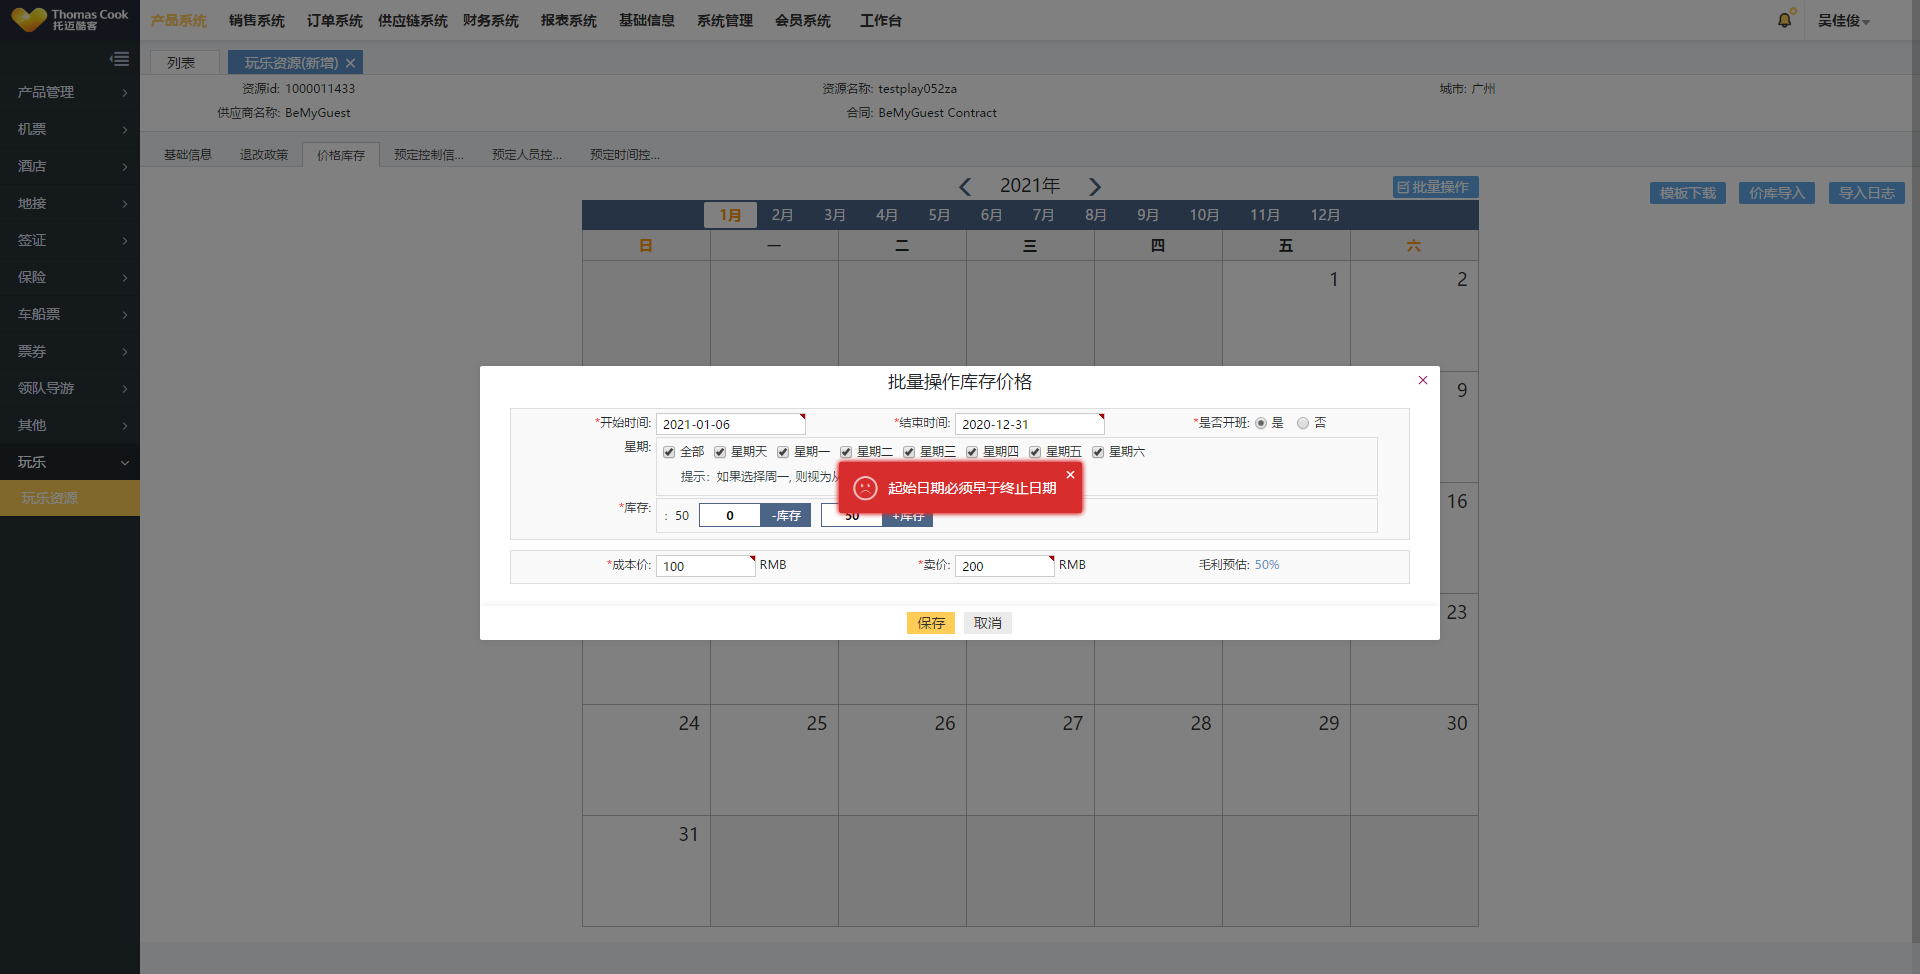 Thomas Cook
托迈酷客
产品系统 销售系统 订单系统 供应链系统 财务系统 报表系统 基础信息 系统管理 会员系统 工作台
吴佳俊
列表 玩乐资源(新增)
资源id: 1000011433 资源名称: testplay052za 城市: 广州
供应商名称: BeMyGuest 合同: BeMyGuest Contract
基础信息 退改政策 价格库存 预定控制信... 预定人员控... 预定时间控...
产品管理
机票
酒店
地接
签证
保险
车船票
票券
领队导游
其他
玩乐
玩乐资源
2021年 批量操作 模板下载 价库导入 导入日志
1月 2月 3月 4月 5月 6月 7月 8月 9月 10月 11月 12月
日 一 二 三 四 五 六
1 2
9
16
23
24 25 26 27 28 29 30
31
批量操作库存价格
*开始时间: 2021-01-06 *结束时间: 2020-12-31 *是否开班: 是 否
星期: 全部 星期天 星期一 星期二 星期三 星期四 星期五 星期六
提示：如果选择周一, 则视为
起始日期必须早于终止日期
*库存: : 50 0 -库存 50 +库存
*成本价: 100 RMB *卖价: 200 RMB 毛利预估: 50%
保存 取消